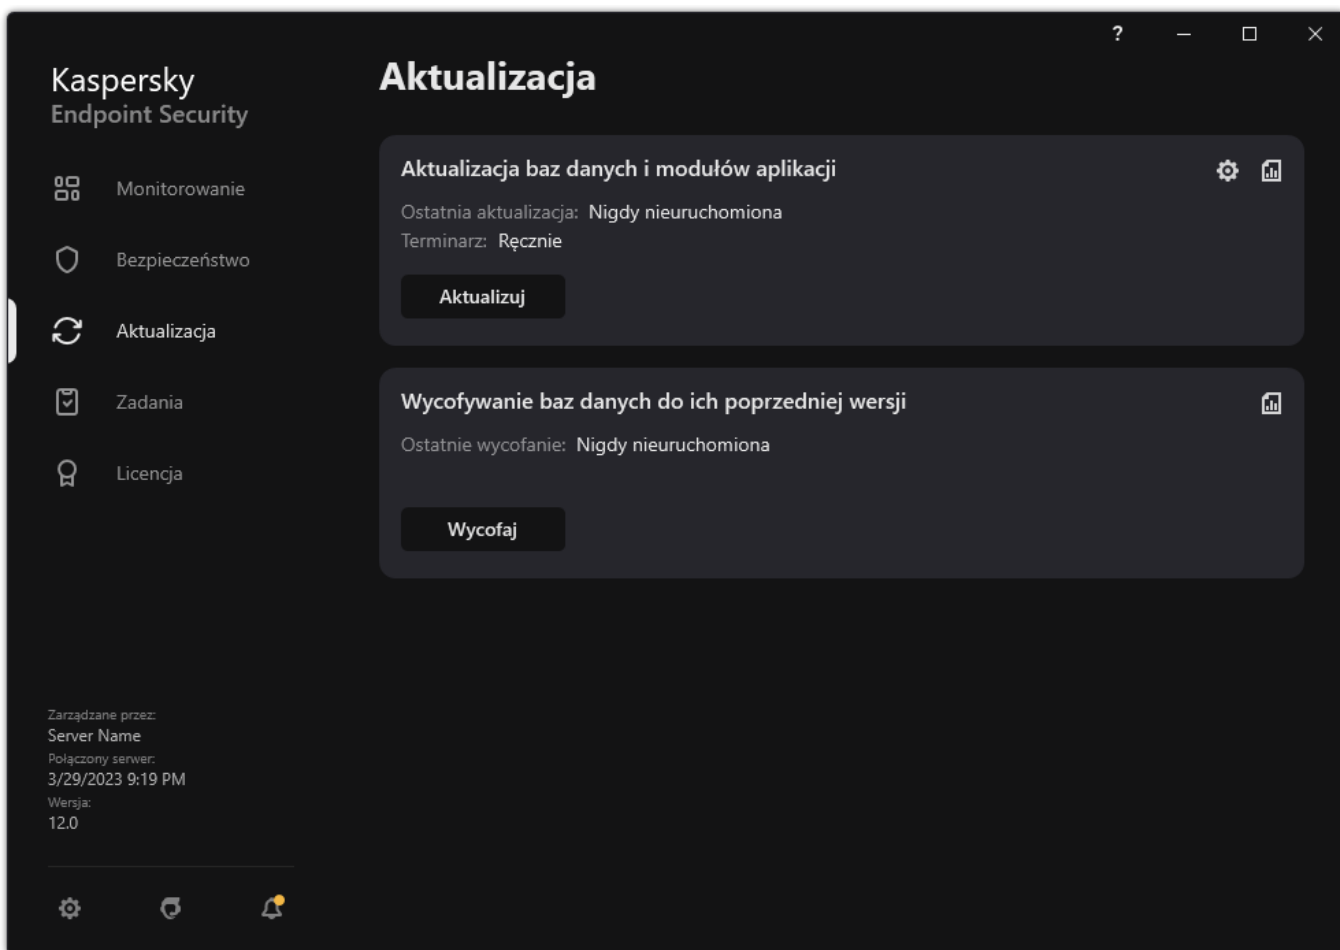 ?
Kaspersky
Endpoint Security
Monitorowanie
Bezpieczeństwo
Aktualizacja
Zadania
Licencja
Zarządzane przez:
Server Name
Połączony serwer:
3/29/2023 9:19 PM
Wersja:
12.0
Aktualizacja
Aktualizacja baz danych i modułów aplikacji
Ostatnia aktualizacja: Nigdy nieuruchomiona
Terminarz: Ręcznie
Aktualizuj
Wycofywanie baz danych do ich poprzedniej wersji
Ostatnie wycofanie: Nigdy nieuruchomiona
Wycofaj